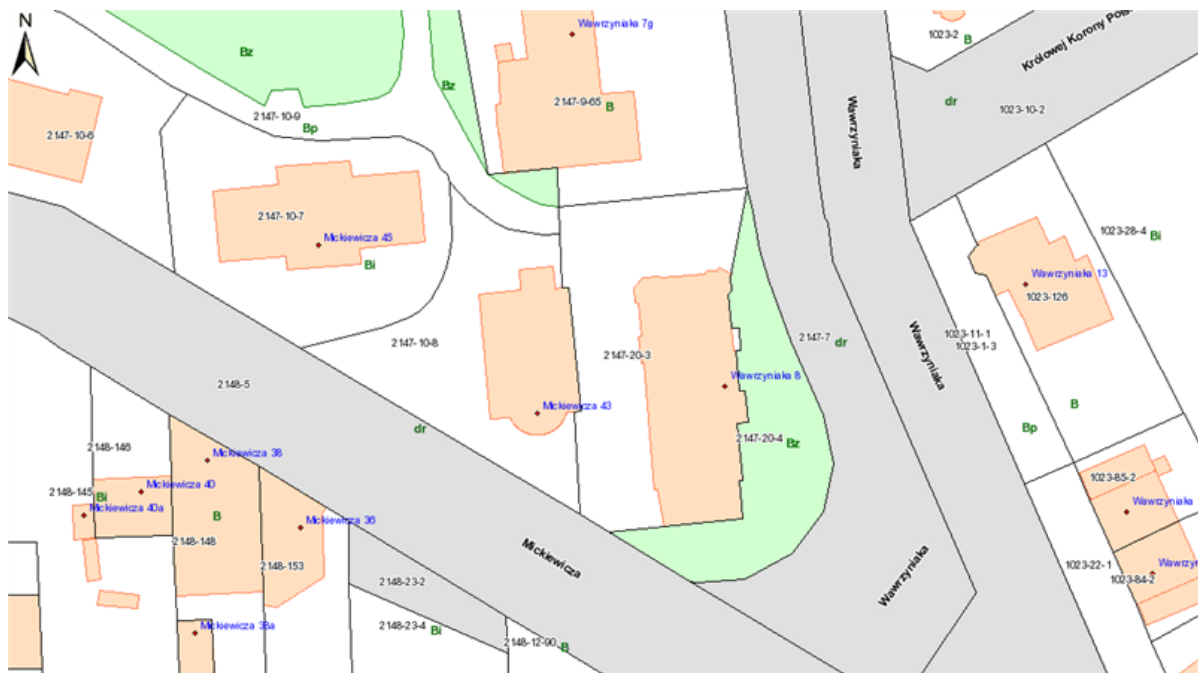 N
Wawrzyniaka 7g
1023-2
B
Królowej Korony
Bz
Bz
2147-9-65
B
dr
1023-10-2
2147-10-9
Bp
2147-10-6
Wawrzyniaka
2147-10-7
Mickiewicza 45
Bi
1023-28-4
Bi
Wawrzyniaka 13
1023-126
2147-10-8
2147-20-3
2147-7
dr
1023-11-1
1023-1-3
Wawrzyniaka
2148-5
Wawrzyniaka 8
Mickiewicza 43
B
dr
Bp
2147-20-4
Bz
2148-146
Mickiewicza 38
1023-85-2
2148-145
Bi
Mickiewicza 40
Mickiewicza 40a
B
Mickiewicza 36
Wawrzyniaka
2148-148
Mickiewicza
2148-153
Wawrzyniaka
1023-22-1
1023-84-2
2148-23-2
Mickiewicza 38a
2148-23-4
Bi
2148-12-90
B